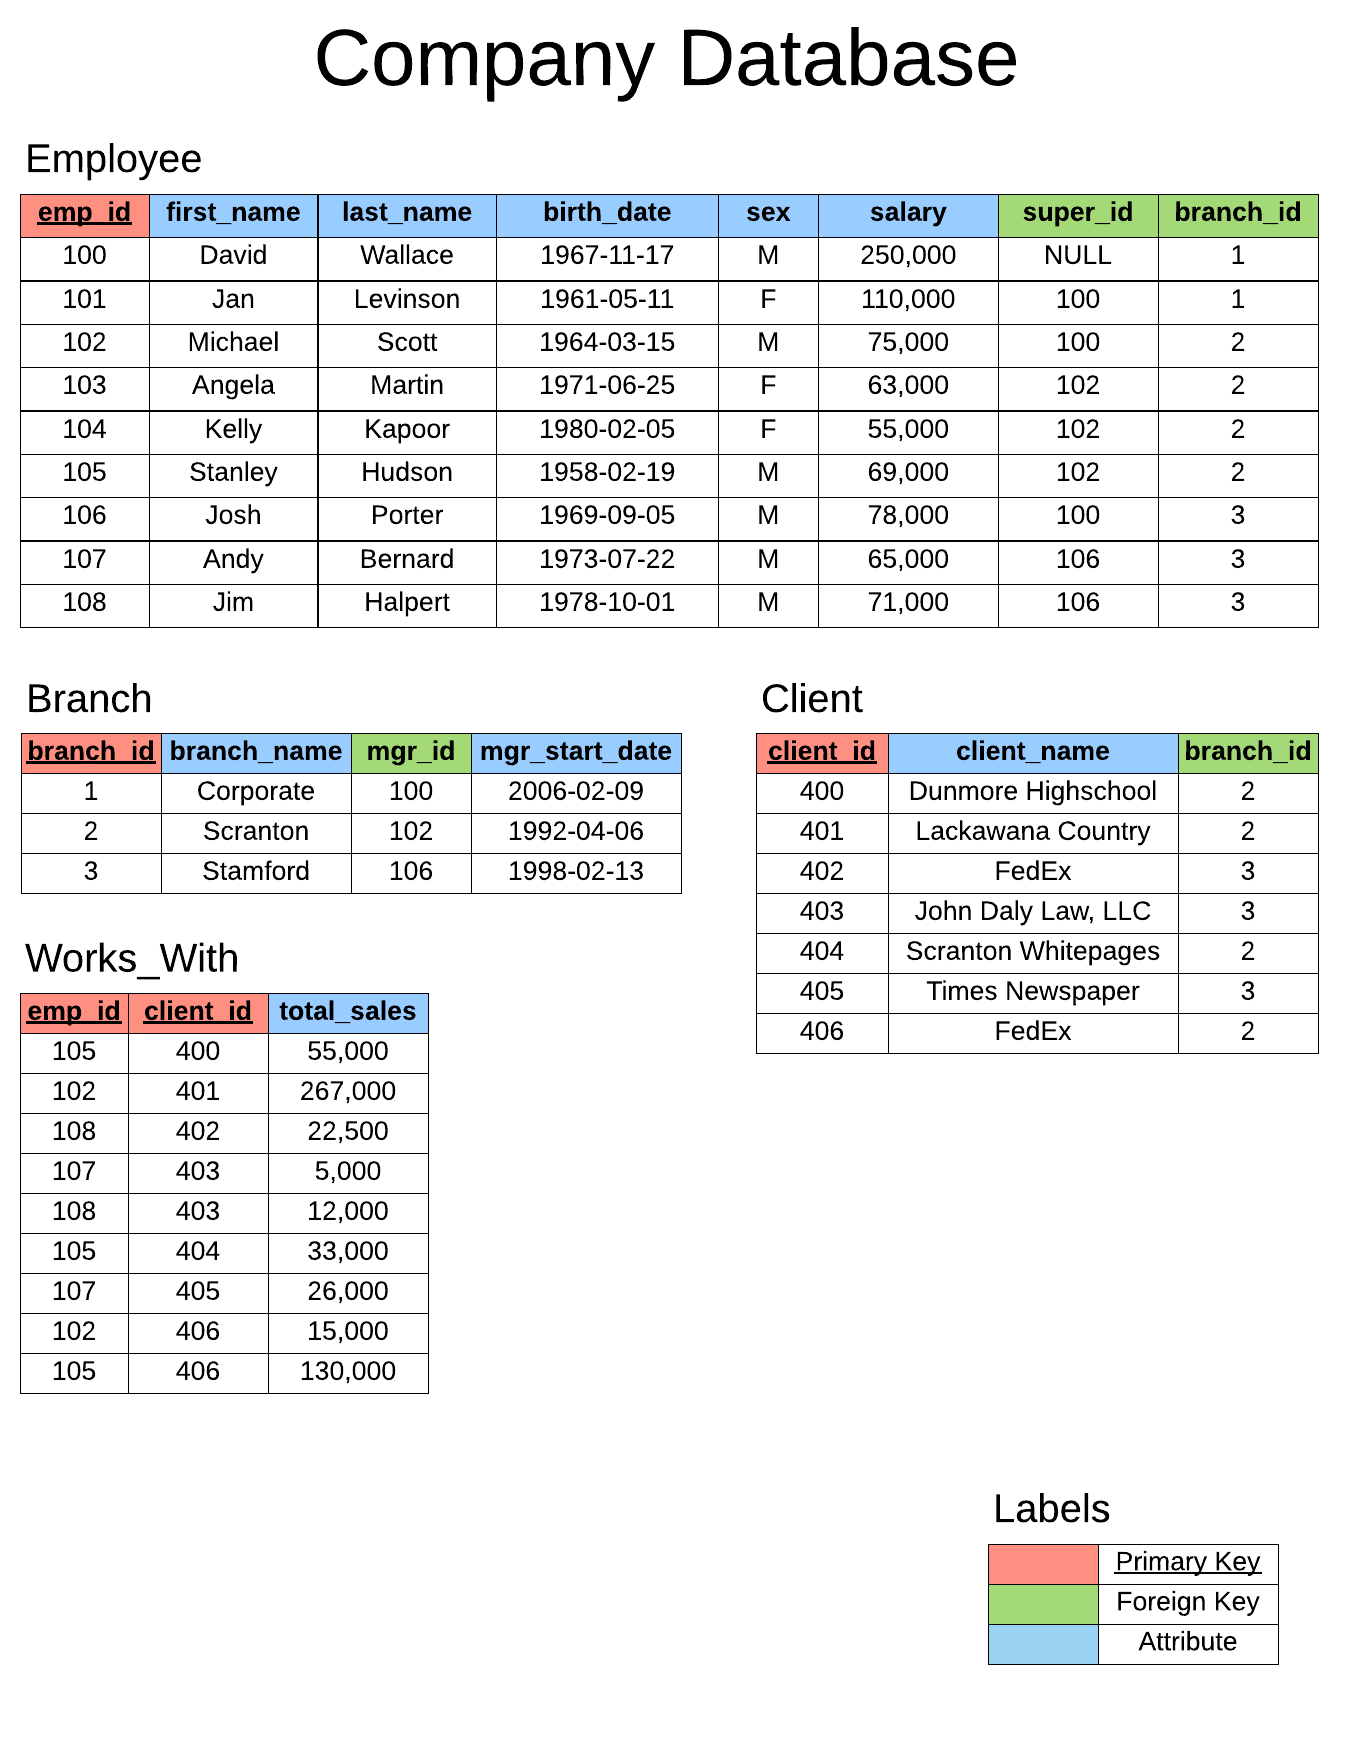 Company Database
Employee
emp_id first_name last_name birth_date sex salary super_id branch_id
100 David Wallace 1967-11-17 M 250,000 NULL 1
101 Jan Levinson 1961-05-11 F 110,000 100 1
102 Michael Scott 1964-03-15 M 75,000 100 2
103 Angela Martin 1971-06-25 F 63,000 102 2
104 Kelly Kapoor 1980-02-05 F 55,000 102 2
105 Stanley Hudson 1958-02-19 M 69,000 102 2
106 Josh Porter 1969-09-05 M 78,000 100 3
107 Andy Bernard 1973-07-22 M 65,000 106 3
108 Jim Halpert 1978-10-01 M 71,000 106 3
Branch
branch_id branch_name mgr_id mgr_start_date
1 Corporate 100 2006-02-09
2 Scranton 102 1992-04-06
3 Stamford 106 1998-02-13
Client
client_id client_name branch_id
400 Dunmore Highschool 2
401 Lackawana Country 2
402 FedEx 3
403 John Daly Law, LLC 3
404 Scranton Whitepages 2
405 Times Newspaper 3
406 FedEx 2
Works_With
emp_id client_id total_sales
105 400 55,000
102 401 267,000
108 402 22,500
107 403 5,000
108 403 12,000
105 404 33,000
107 405 26,000
102 406 15,000
105 406 130,000
Labels
Primary Key
Foreign Key
Attribute